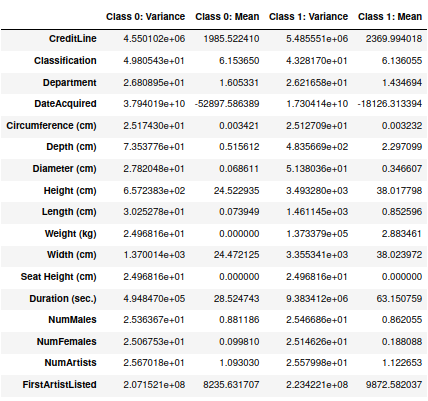 Class 0: Variance Class 0: Mean Class 1: Variance Class 1: Mean
CreditLine 4.550102e+06 1985.522410 5.485551e+06 2369.994018
Classification 4.980543e+01 6.153650 4.328170e+01 6.136055
Department 2.680895e+01 1.605331 2.621658e+01 1.434694
DateAcquired 3.794019e+10 -52897.586389 1.730414e+10 -18126.313394
Circumference (cm) 2.517430e+01 0.003421 2.512709e+01 0.003232
Depth (cm) 7.353776e+01 0.515612 4.835669e+02 2.297099
Diameter (cm) 2.782048e+01 0.068611 5.138036e+01 0.346607
Height (cm) 6.572383e+02 24.522935 3.493280e+03 38.017798
Length (cm) 3.025278e+01 0.073949 1.461145e+03 0.852596
Weight (kg) 2.496816e+01 0.000000 1.373379e+05 2.883461
Width (cm) 1.370014e+03 24.472125 3.355341e+03 38.023972
Seat Height (cm) 2.496816e+01 0.000000 2.496816e+01 0.000000
Duration (sec.) 4.948470e+05 28.524743 9.383412e+06 63.150759
NumMales 2.536367e+01 0.881186 2.546686e+01 0.862055
NumFemales 2.506753e+01 0.099810 2.514626e+01 0.188088
NumArtists 2.567018e+01 1.093030 2.557998e+01 1.122653
FirstArtistListed 2.071521e+08 8235.631707 2.234221e+08 9872.582037